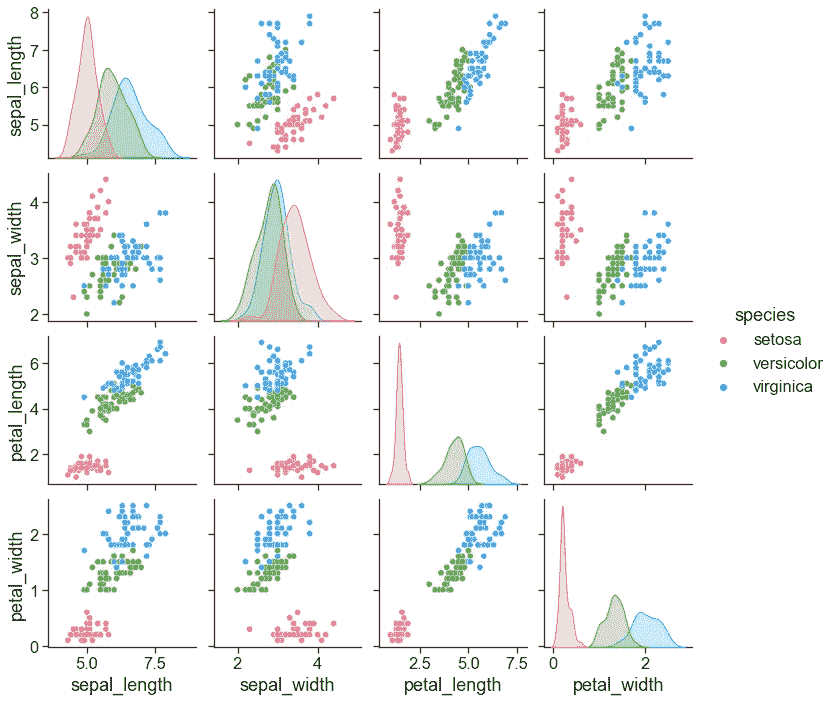 8
7
6
5
sepal_length
4
3
2
sepal_width
6
4
2
petal_length
2
1
0
petal_width
5.0 7.5
2 4
2.5 5.0 7.5
0 2
sepal_length
sepal_width
petal_length
petal_width
species
setosa
versicolor
virginica